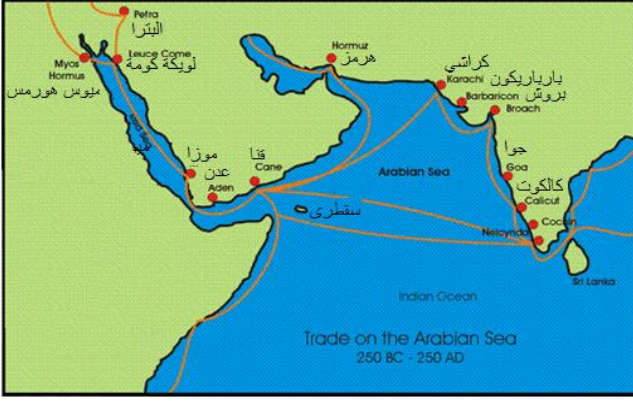 Petra
البترا
Leuce Come
لويكة كومة
Myos
Hormus
ميوس هورمس
Hormuz
هرمز
كراتشي
Karachi
بارباريكون
Barbaricon
بروش
Broach
Red Sea
موزا
عدن
Aden
قنا
Cane
سقطرى
Arabian Sea
جوا
Goa
كالكوت
Calicut
Cochin
Nelcynda
Sri Lanka
Indian Ocean
Trade on the Arabian Sea
250 BC - 250 AD